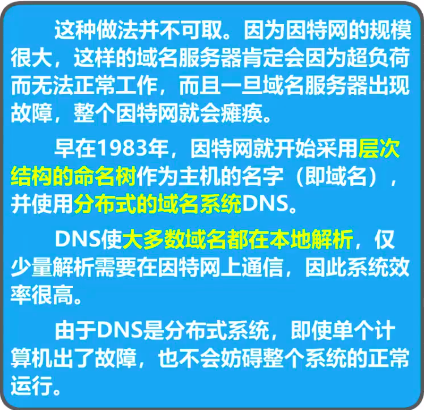 这种做法并不可取。因为因特网的规模
很大，这样的域名服务器肯定会因为超负荷
而无法正常工作，而且一旦域名服务器出现
故障，整个因特网就会瘫痪。
早在1983年，因特网就开始采用层次
结构的命名树作为主机的名字（即域名），
并使用分布式的域名系统DNS。
DNS使大多数域名都在本地解析，仅
少量解析需要在因特网上通信，因此系统效
率很高。
由于DNS是分布式系统，即使单个计
算机出了故障，也不会妨碍整个系统的正常
运行。